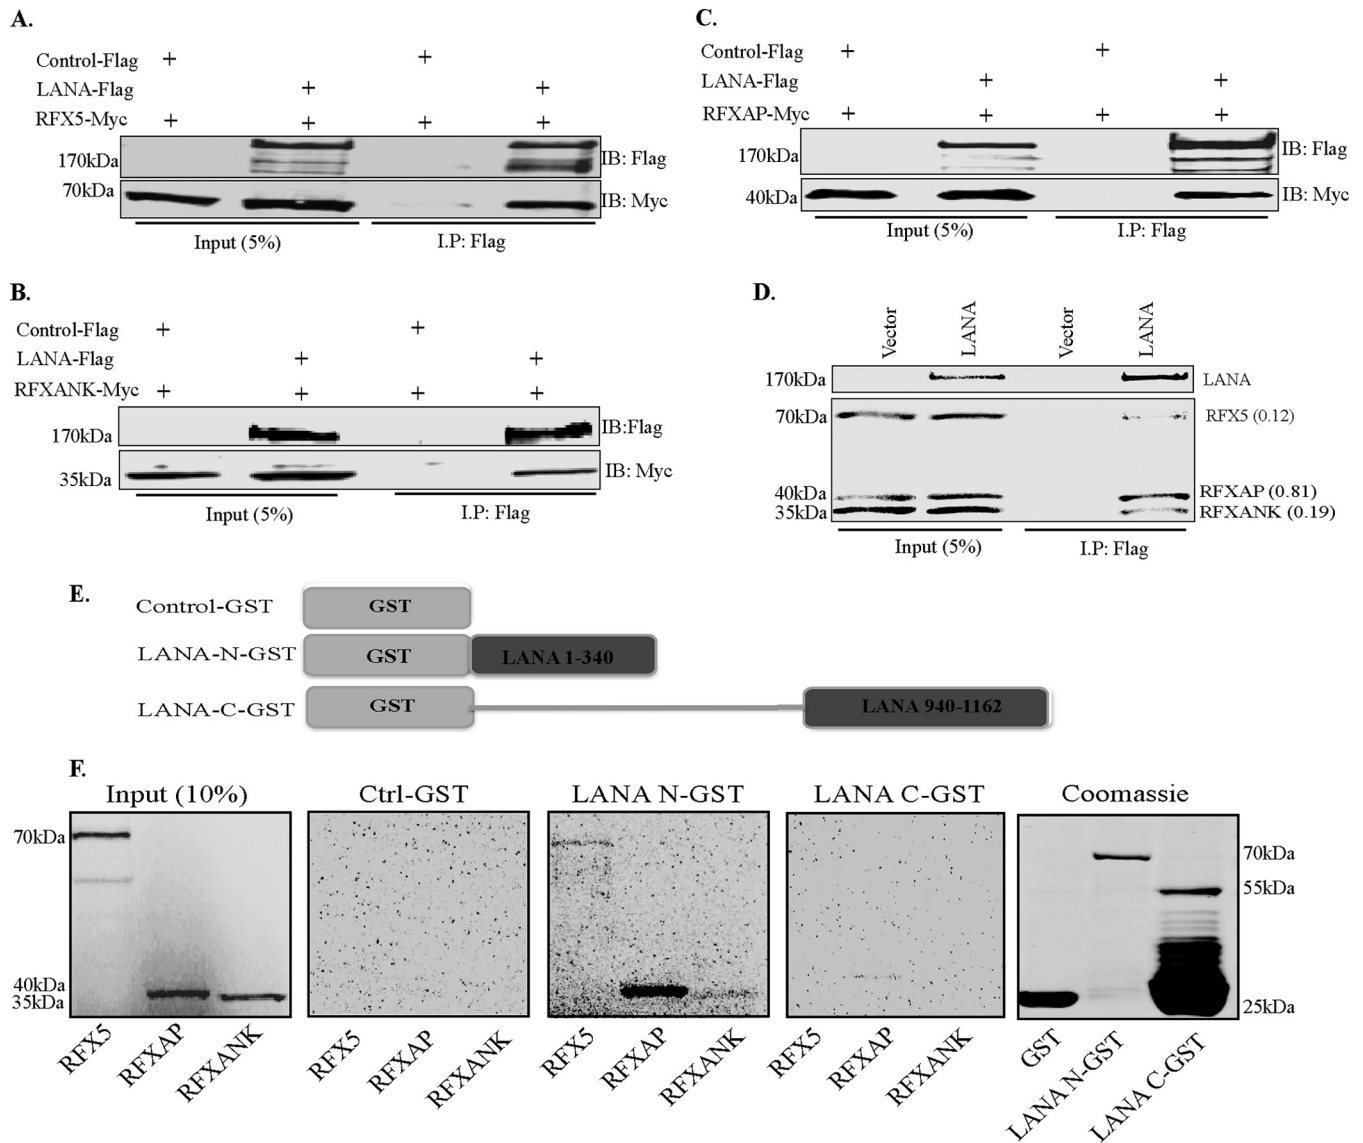 A.
Control-Flag + +
LANA-Flag + +
RFX5-Myc + + + +
170kDa IB: Flag
70kDa IB: Myc
Input (5%) I.P: Flag
C.
Control-Flag + +
LANA-Flag + +
RFXAP-Myc + + + +
170kDa IB: Flag
40kDa IB: Myc
Input (5%) I.P: Flag
B.
Control-Flag + +
LANA-Flag + +
RFXANK-Myc + + + +
170kDa IB:Flag
35kDa IB: Myc
Input (5%) I.P: Flag
D.
Vector LANA Vector LANA
170kDa LANA
70kDa RFX5 (0.12)
40kDa RFXAP (0.81)
35kDa RFXANK (0.19)
Input (5%) I.P: Flag
E.
Control-GST GST
LANA-N-GST GST LANA 1-340
LANA-C-GST GST LANA 940-1162
F.
Input (10%) Ctrl-GST LANA N-GST LANA C-GST Coomassie
70kDa 70kDa
55kDa
40kDa
35kDa 25kDa
RFX5 RFXAP RFXANK RFX5 RFXAP RFXANK RFX5 RFXAP RFXANK RFX5 RFXAP RFXANK GST LANA N-GST LANA C-GST